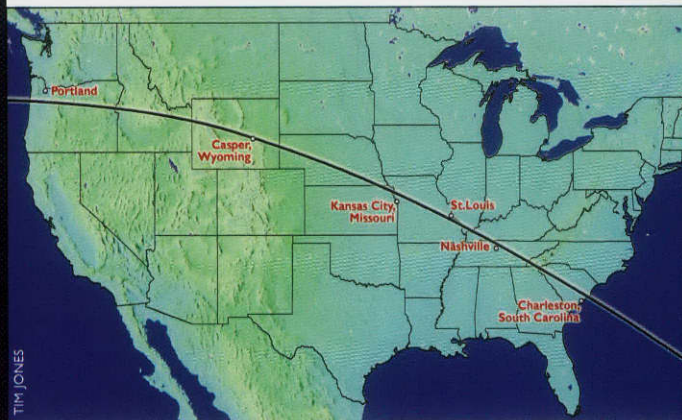 Portland
Casper,
Wyoming
Kansas City,
Missouri
St.Louis
Nashville
Charleston,
South Carolina
TIM JONES